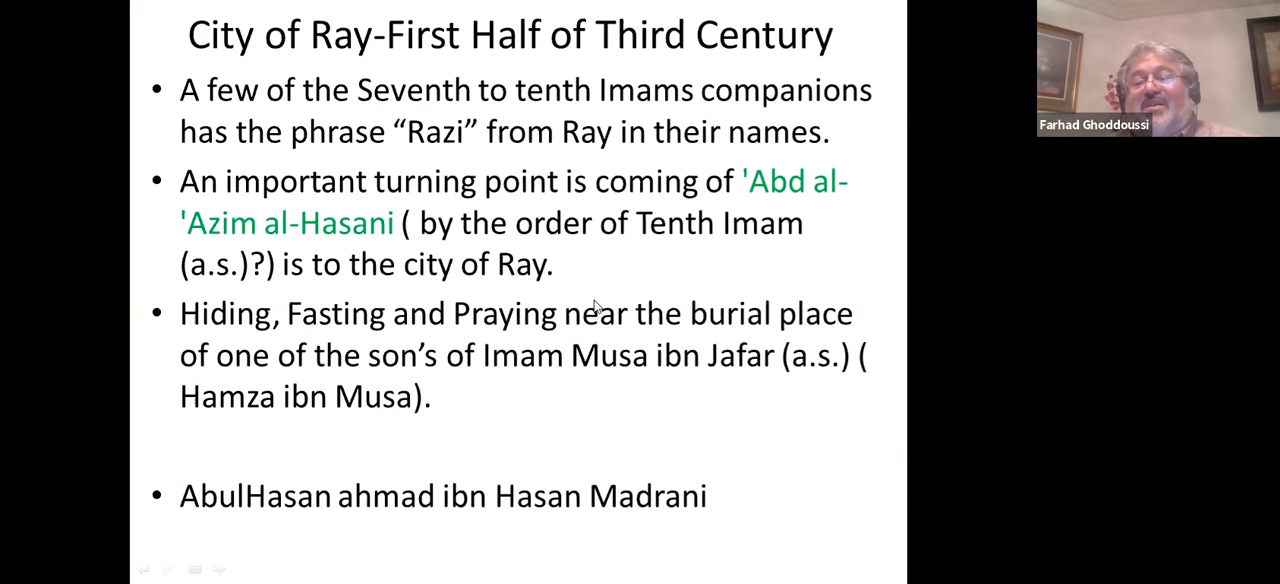 City of Ray-First Half of Third Century
• A few of the Seventh to tenth Imams companions
has the phrase “Razi” from Ray in their names.
• An important turning point is coming of 'Abd al-
'Azim al-Hasani ( by the order of Tenth Imam
(a.s.)?) is to the city of Ray.
• Hiding, Fasting and Praying near the burial place
of one of the son’s of Imam Musa ibn Jafar (a.s.) (
Hamza ibn Musa).
• AbulHasan ahmad ibn Hasan Madrani
Farhad Ghoddoussi